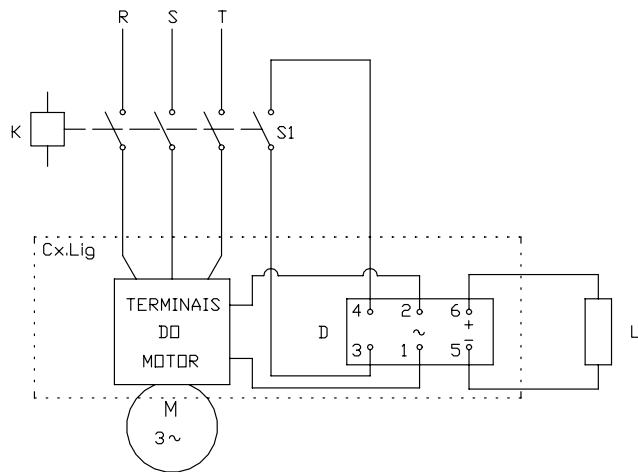 R S T
K
S1
Cx.Lig
TERMINAIS
DO
MOTOR
D
4 2 6
~ +
3 1 5 -
L
M
3~